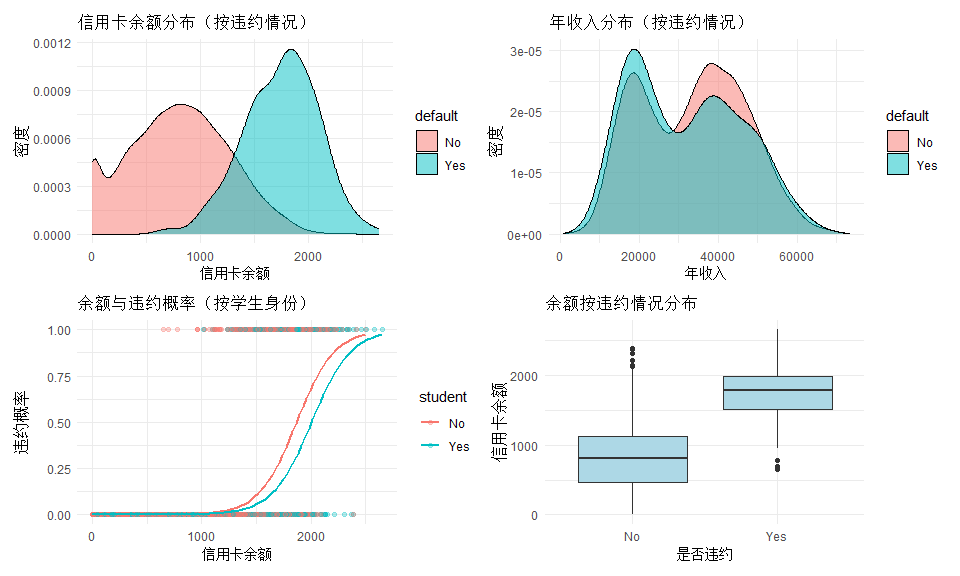 信用卡余额分布（按违约情况）
0.0012
0.0009
0.0006
0.0003
0.0000
密度
0
1000
2000
信用卡余额
default
No
Yes
年收入分布（按违约情况）
3e-05
2e-05
1e-05
0e+00
密度
0
20000
40000
60000
年收入
default
No
Yes
余额与违约概率（按学生身份）
1.00
0.75
0.50
0.25
0.00
违约概率
0
1000
2000
信用卡余额
student
No
Yes
余额按违约情况分布
2000
1000
0
信用卡余额
No
Yes
是否违约